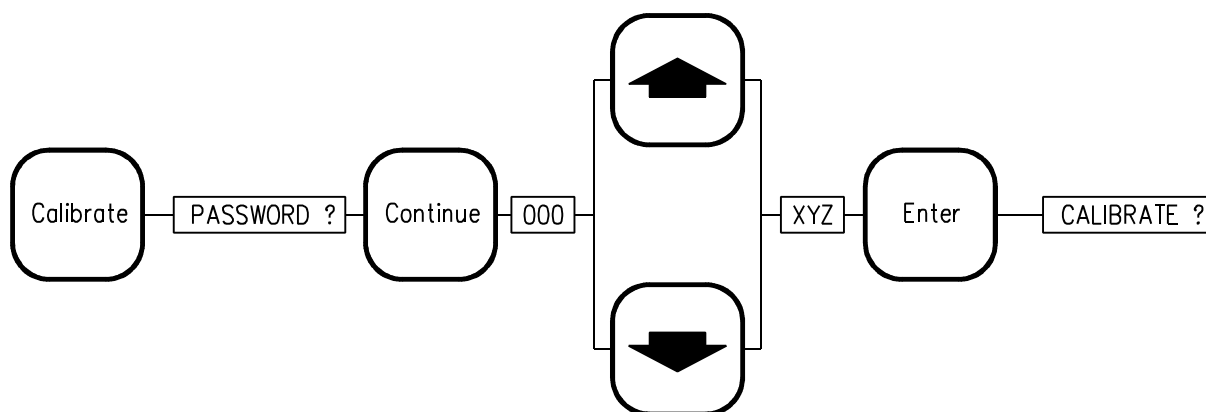 Calibrate
PASSWORD ?
Continue
000
XYZ
Enter
CALIBRATE ?